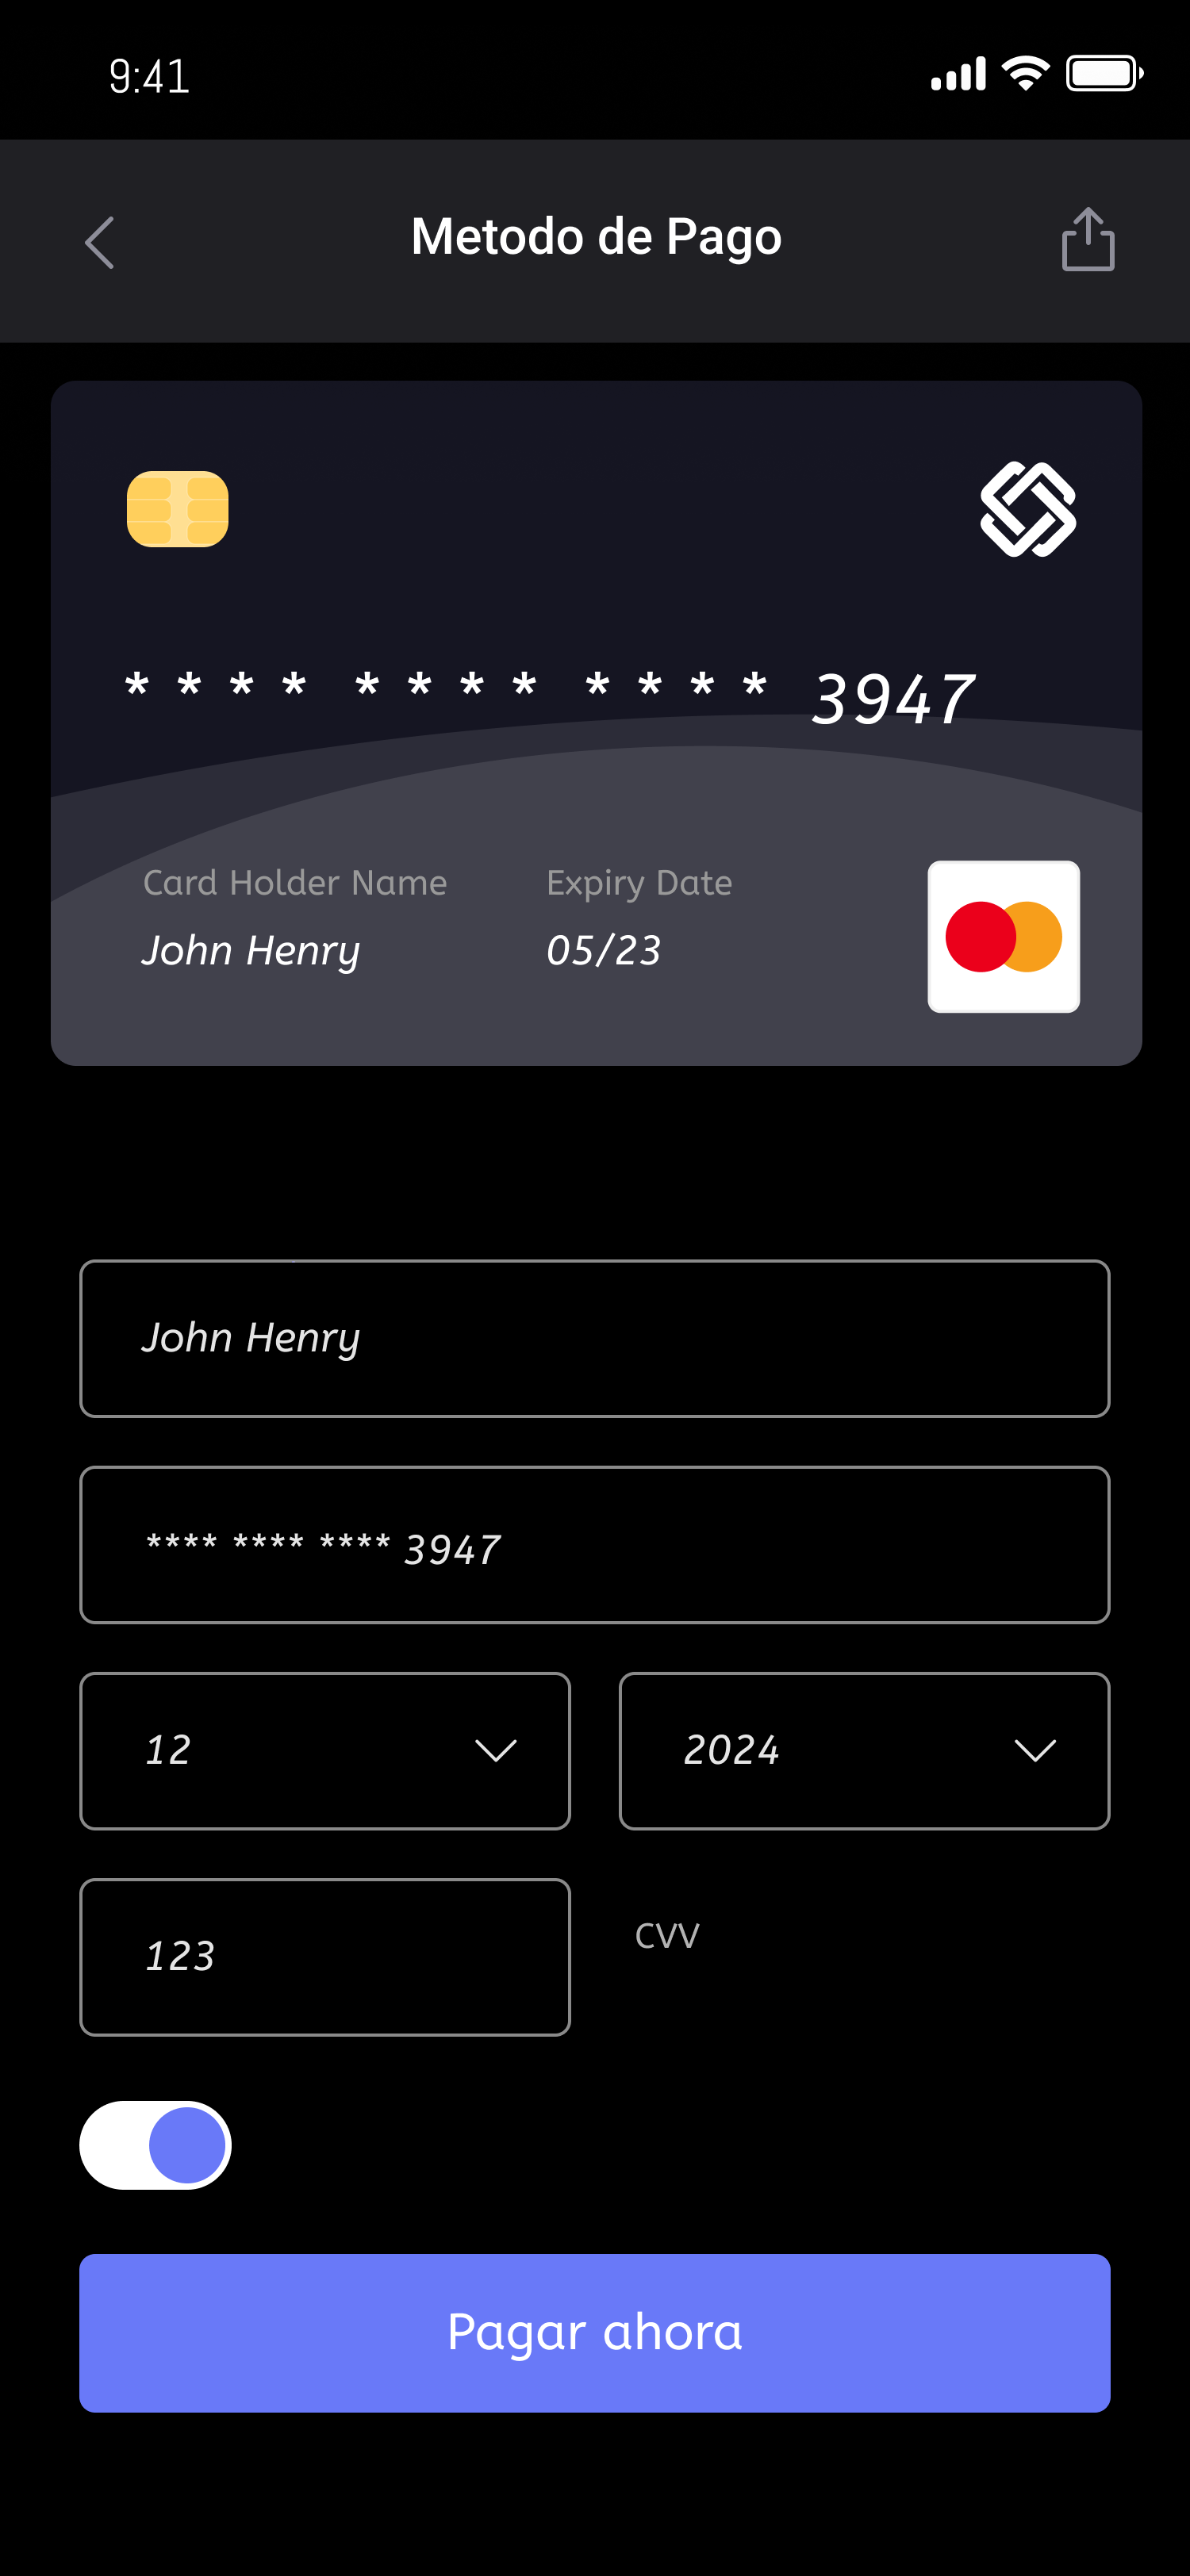 9:41
Metodo de Pago
* * * * * * * * * * * * 3947
Card Holder Name Expiry Date
John Henry 05/23
John Henry
**** **** **** 3947
12 2024
123 CVV
Pagar ahora